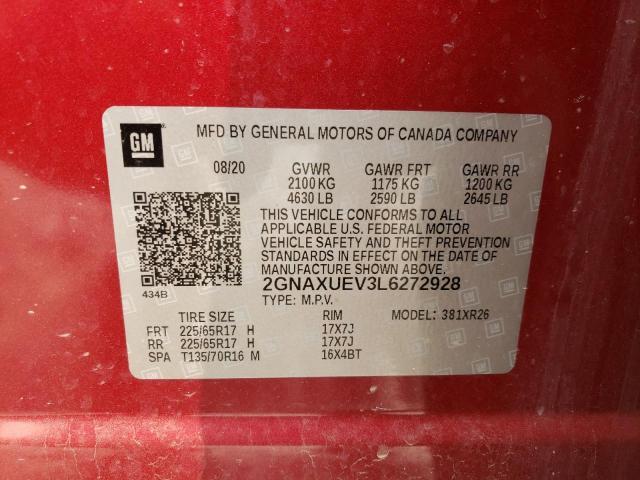 GM
MFD BY GENERAL MOTORS OF CANADA COMPANY
08/20 GVWR GAWR FRT GAWR RR
2100 KG 1175 KG 1200 KG
4630 LB 2590 LB 2645 LB
THIS VEHICLE CONFORMS TO ALL
APPLICABLE U.S. FEDERAL MOTOR
VEHICLE SAFETY AND THEFT PREVENTION
STANDARDS IN EFFECT ON THE DATE OF
MANUFACTURE SHOWN ABOVE.
434B 2GNAXUEV3L6272928
TYPE: M.P.V.
TIRE SIZE RIM MODEL: 381XR26
FRT 225/65R17 H 17X7J
RR 225/65R17 H 17X7J
SPA T135/70R16 M 16X4BT